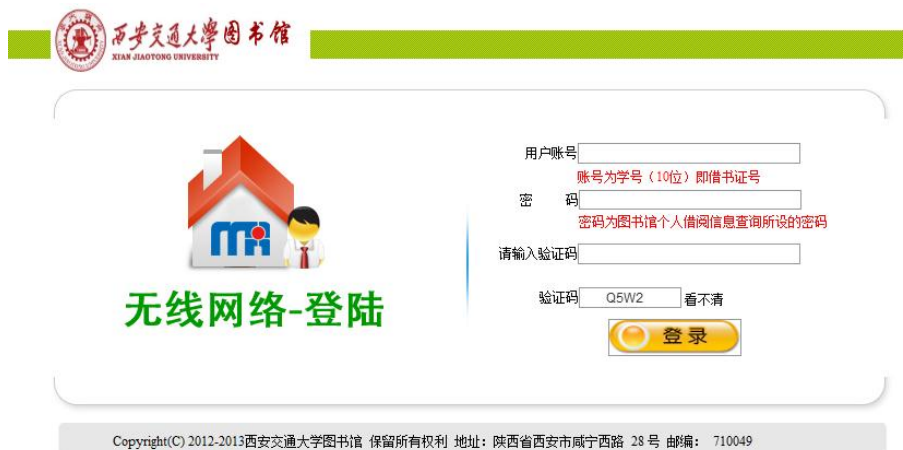 西安交通大學图书馆
XIAN JIAOTONG UNIVERSITY
用户账号
账号为学号（10位）即借书证号
密 码
密码为图书馆个人借阅信息查询所设的密码
请输入验证码
验证码 Q5W2 看不清
登录
无线网络-登陆
Copyright(C) 2012-2013西安交通大学图书馆 保留所有权利 地址：陕西省西安市咸宁西路 28 号 邮编： 710049